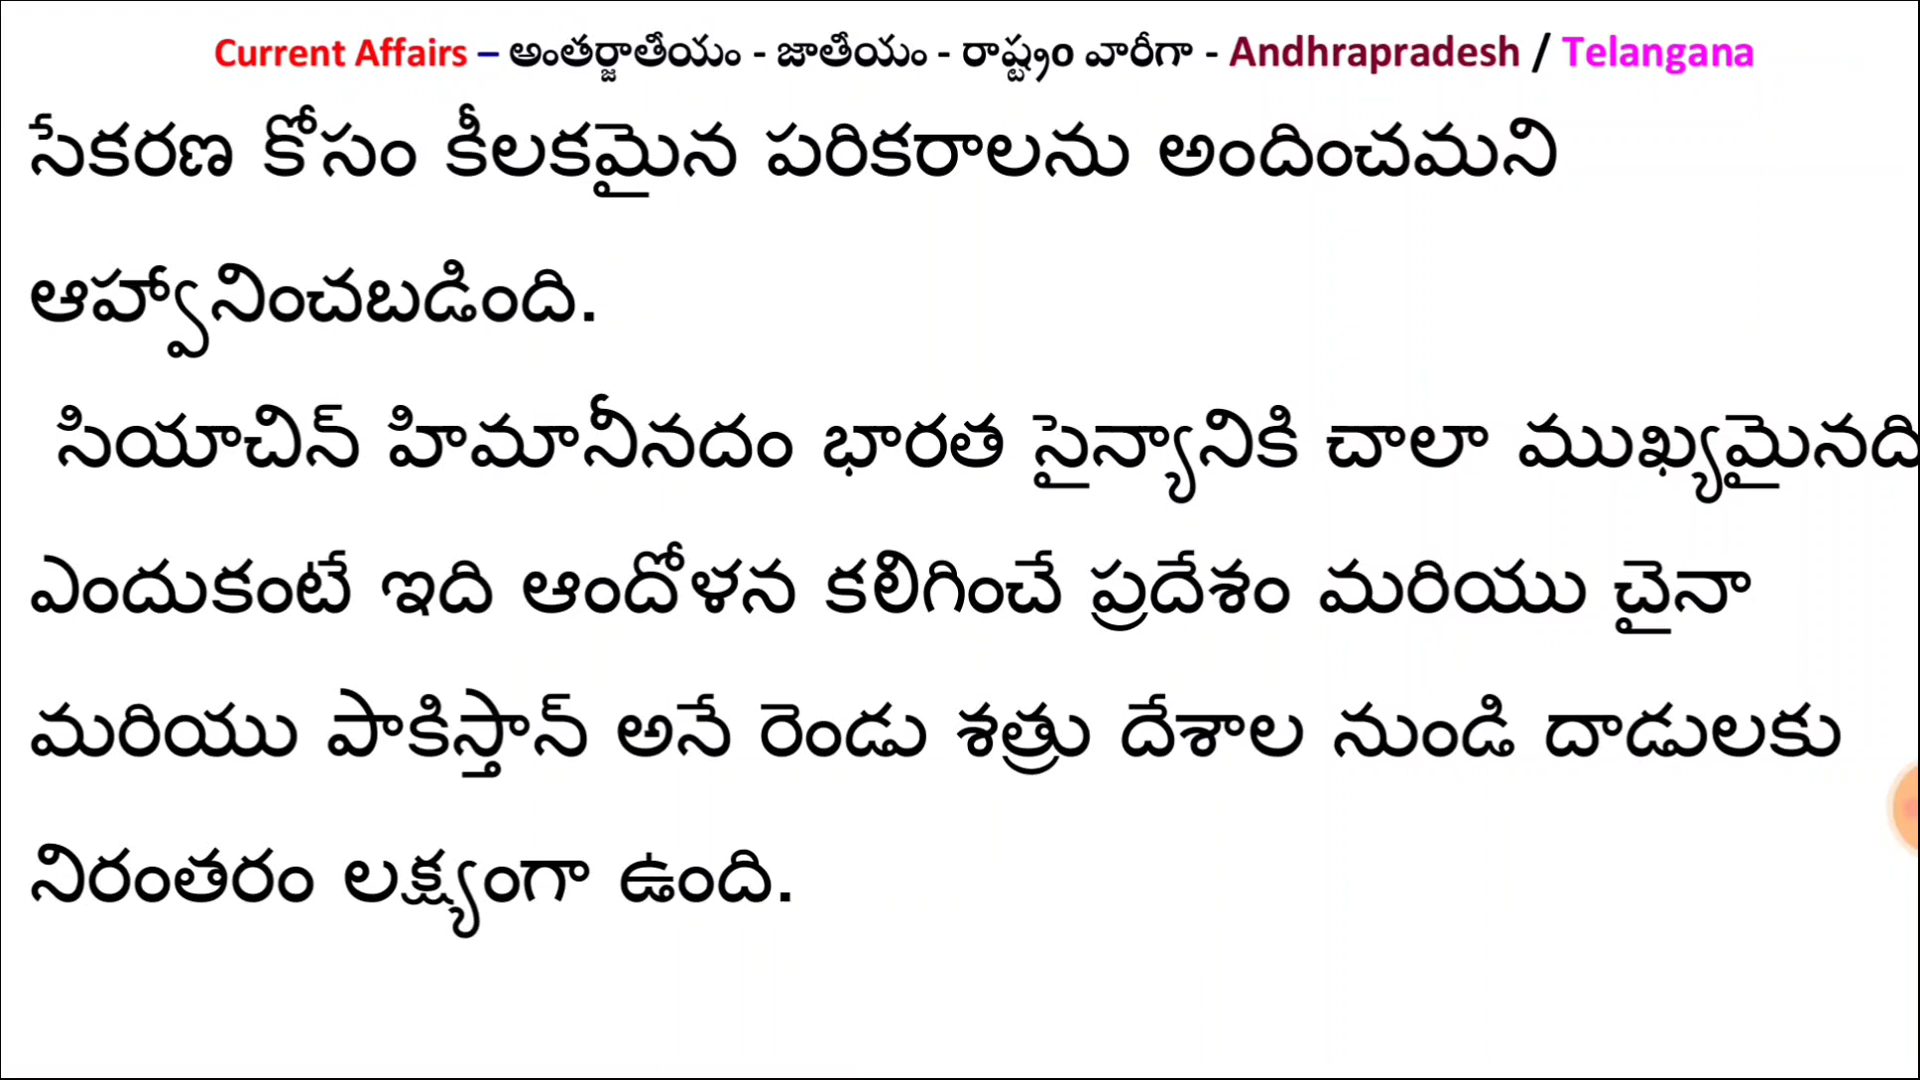 Current Affairs – అంతర్జాతీయం - జాతీయం - రాష్ట్రం వారీగా - Andhrapradesh / Telangana
సేకరణ కోసం కీలకమైన పరికరాలను అందించమని
ఆహ్వానించబడింది.
సియాచిన్ హిమానీనదం భారత సైన్యానికి చాలా ముఖ్యమైనది
ఎందుకంటే ఇది ఆందోళన కలిగించే ప్రదేశం మరియు చైనా
మరియు పాకిస్తాన్ అనే రెండు శత్రు దేశాల నుండి దాడులకు
నిరంతరం లక్ష్యంగా ఉంది.